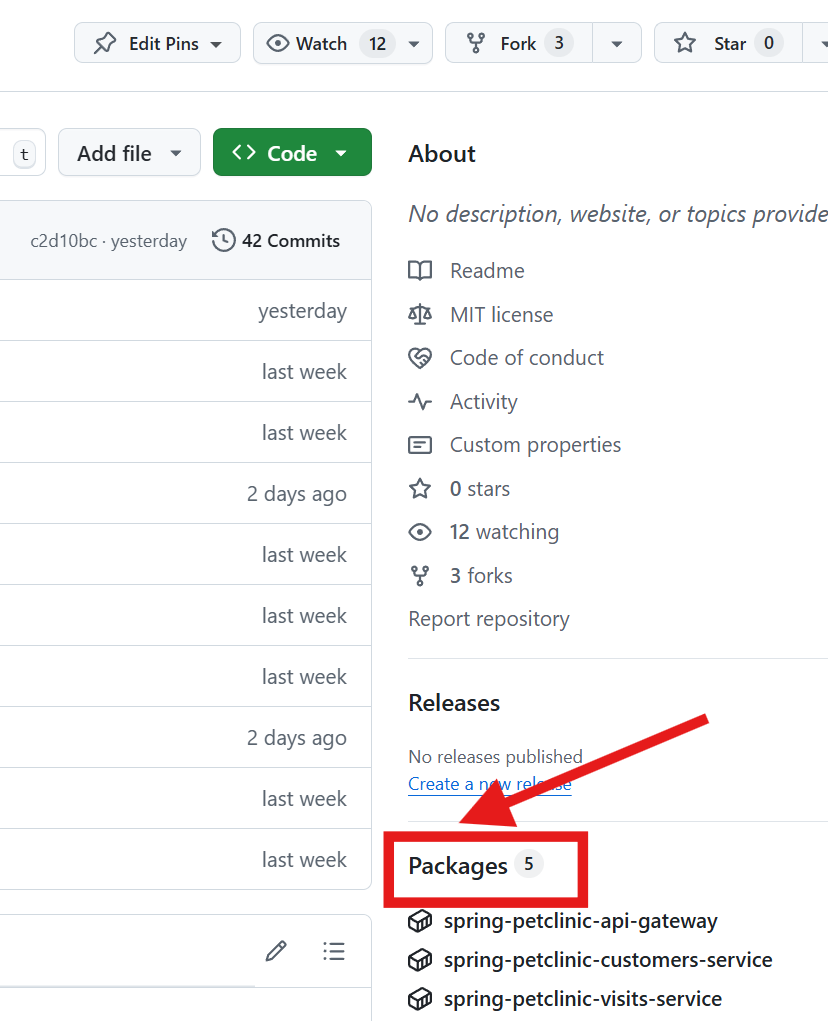 Edit Pins
Watch 12
Fork 3
Star 0
t
Add file
Code
About
No description, website, or topics provide
c2d10bc · yesterday
42 Commits
Readme
yesterday
MIT license
last week
Code of conduct
Activity
last week
Custom properties
0 stars
2 days ago
12 watching
last week
3 forks
last week
Report repository
last week
Releases
2 days ago
No releases published
Create a new release
last week
last week
Packages 5
spring-petclinic-api-gateway
spring-petclinic-customers-service
spring-petclinic-visits-service